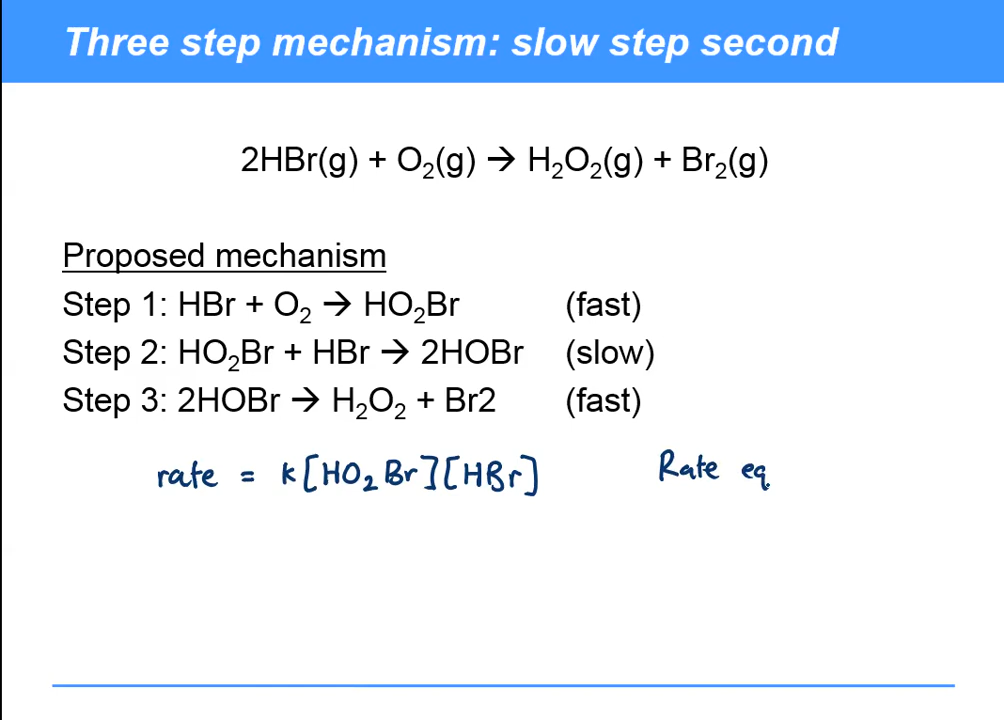 Three step mechanism: slow step second
2HBr(g) + O₂(g) → H₂O₂(g) + Br₂(g)
Proposed mechanism
Step 1: HBr + O₂ → HO₂Br (fast)
Step 2: HO₂Br + HBr → 2HOBr (slow)
Step 3: 2HOBr → H₂O₂ + Br2 (fast)
rate = k[HO₂Br][HBr] Rate eq.